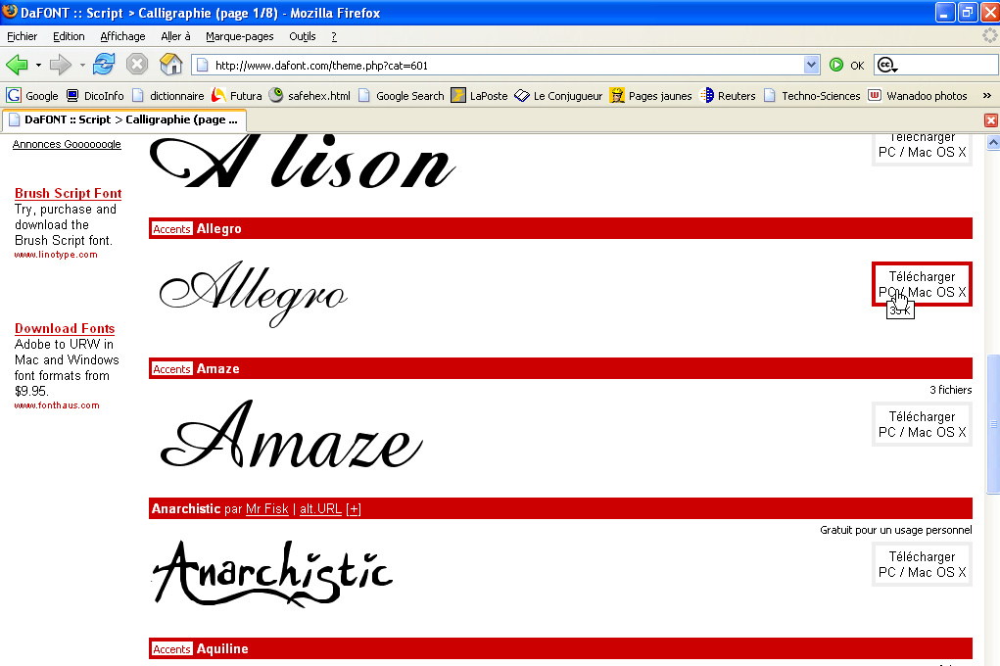 DaFONT :: Script > Calligraphie (page 1/8) - Mozilla Firefox
Fichier Edition Affichage Aller à Marque-pages Outils ?
http://www.dafont.com/theme.php?cat=601 OK
Google DicoInfo dictionnaire Futura safehex.html Google Search LaPoste Le Conjugueur Pages jaunes Reuters Techno-Sciences Wanadoo photos »
DaFONT :: Script > Calligraphie (page ...
Annonces Goooooogle
Brush Script Font
Try, purchase and
download the
Brush Script font.
www.linotype.com
Download Fonts
Adobe to URW in
Mac and Windows
font formats from
$9.95.
www.fonthaus.com
Alison
Télécharger
PC / Mac OS X
Accents Allegro
Allegro
Télécharger
PC / Mac OS X
Accents Amaze
3 fichiers
Amaze
Télécharger
PC / Mac OS X
Anarchistic par Mr Fisk | alt.URL [+]
Gratuit pour un usage personnel
Anarchistic
Télécharger
PC / Mac OS X
Accents Aquiline